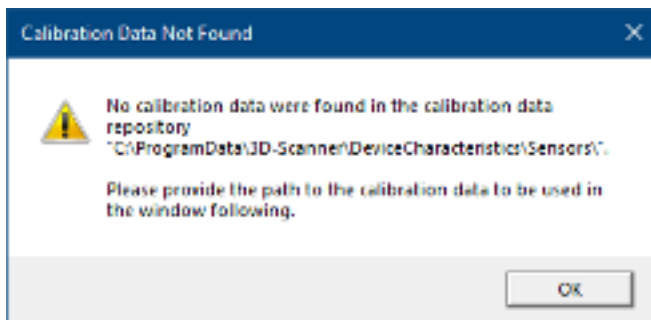 Calibration Data Not Found
No calibration data were found in the calibration data
repository
"C:\ProgramData\3D-Scanner\DeviceCharacteristics\Sensors\".
Please provide the path to the calibration data to be used in
the window following.
OK